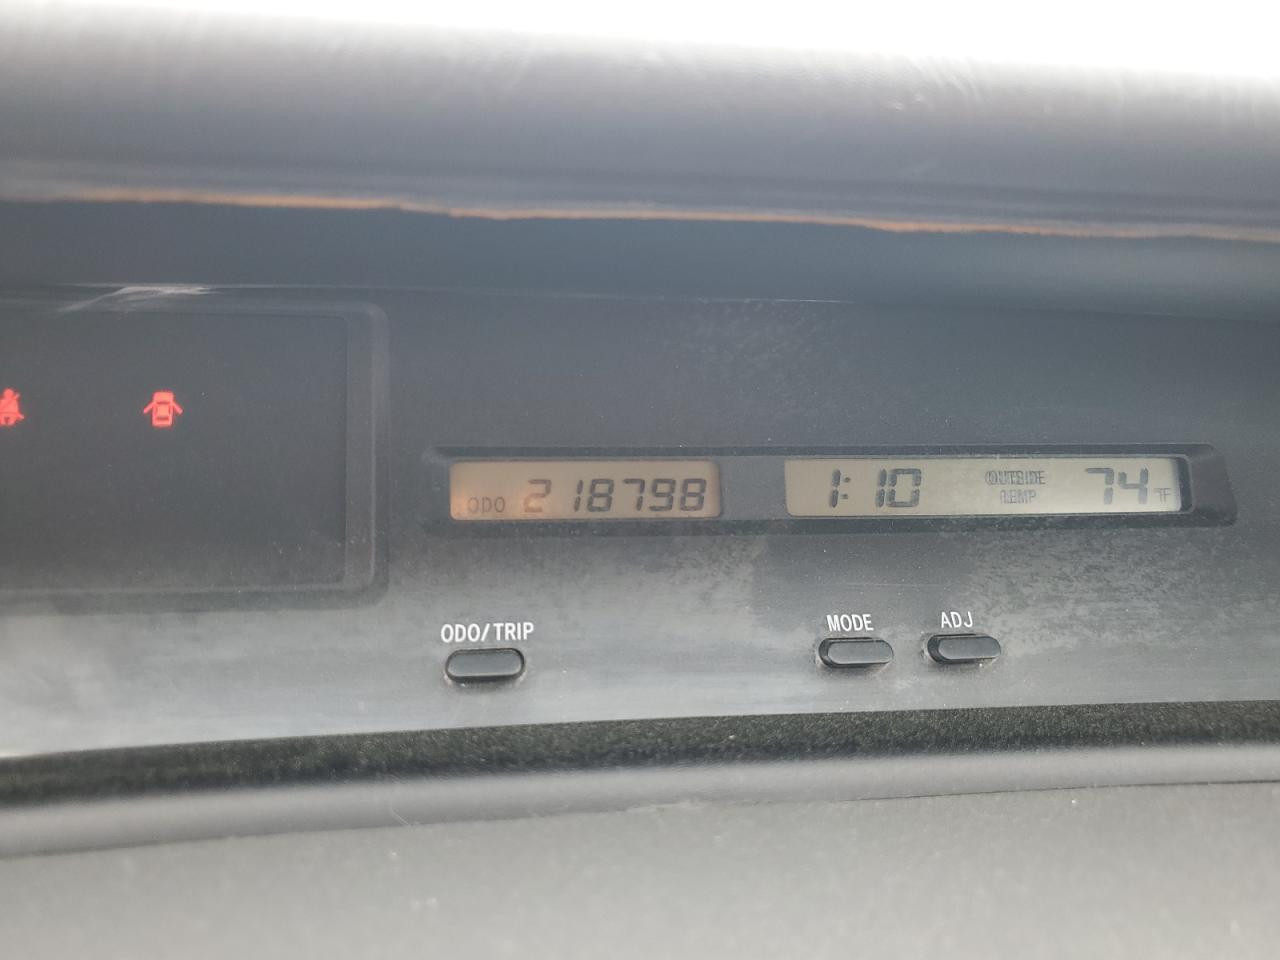 ODO 218798
1:10 OUTSIDE TEMP 74°F
ODO/TRIP
MODE ADJ